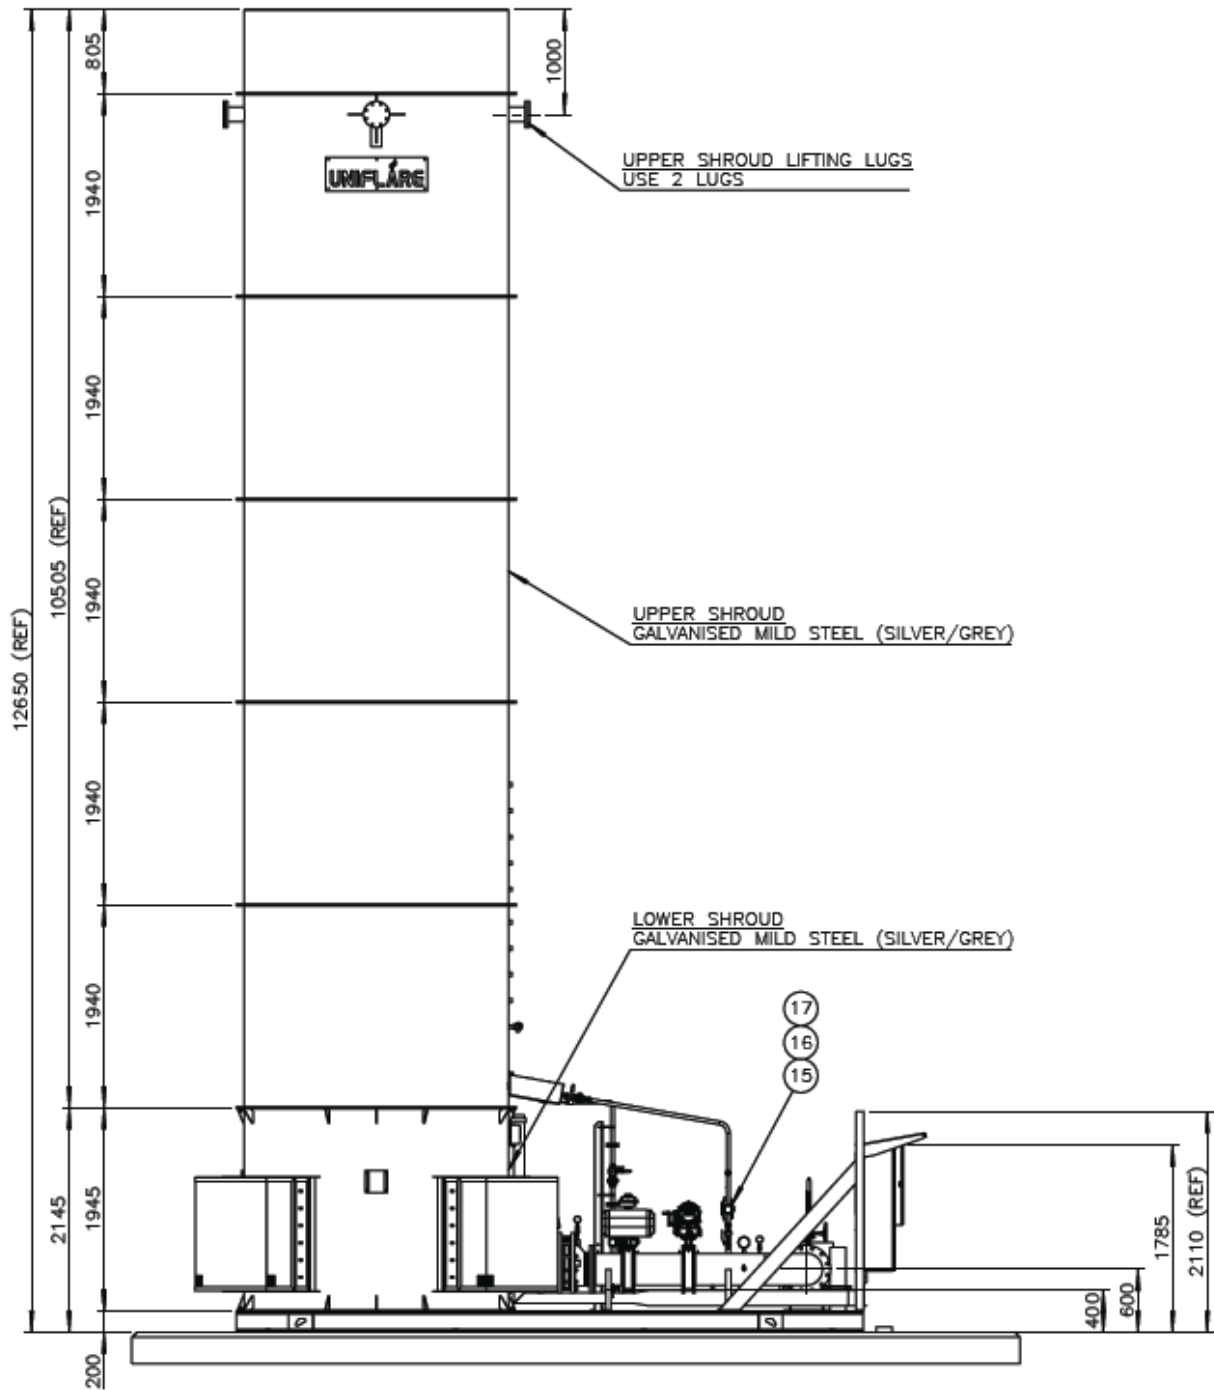 805
1000
1940
UPPER SHROUD LIFTING LUGS
USE 2 LUGS
UNIFLARE
1940
1940
10505 (REF)
12650 (REF)
UPPER SHROUD
GALVANISED MILD STEEL (SILVER/GREY)
1940
LOWER SHROUD
GALVANISED MILD STEEL (SILVER/GREY)
1940
17
16
15
2145
1945
400
600
1785
2110 (REF)
200